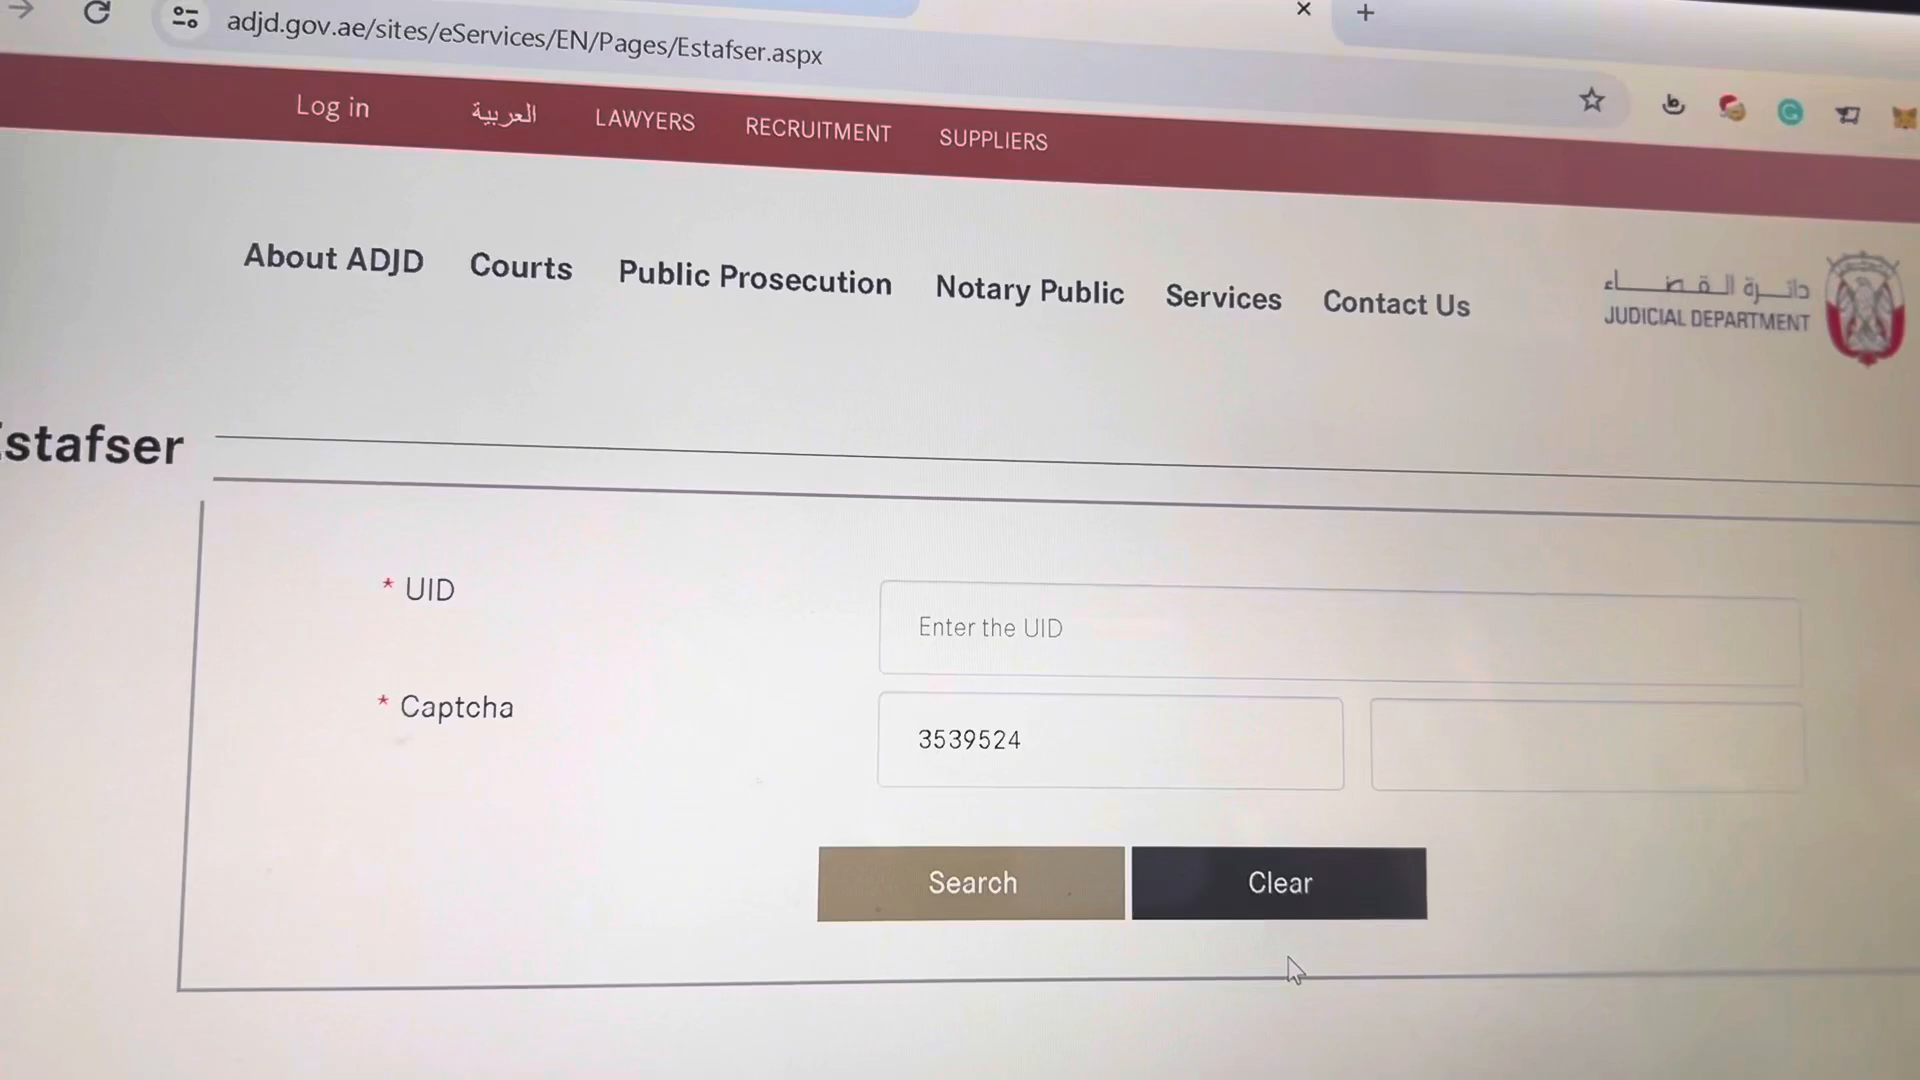 adjd.gov.ae/sites/eServices/EN/Pages/Estafser.aspx
Log in العربية LAWYERS RECRUITMENT SUPPLIERS
About ADJD Courts Public Prosecution Notary Public Services Contact Us
دائرة القضاء
JUDICIAL DEPARTMENT
Estafser
* UID
Enter the UID
* Captcha
3539524
Search Clear